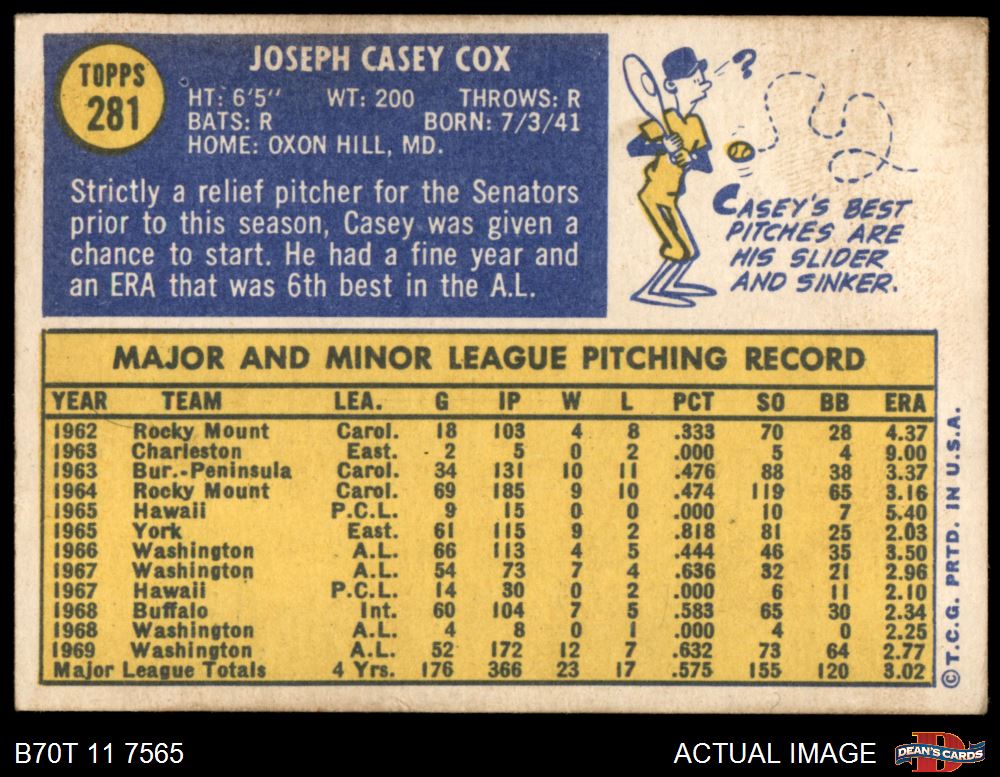 TOPPS
281
JOSEPH CASEY COX
HT: 6'5" WT: 200 THROWS: R
BATS: R BORN: 7/3/41
HOME: OXON HILL, MD.
Strictly a relief pitcher for the Senators
prior to this season, Casey was given a
chance to start. He had a fine year and
an ERA that was 6th best in the A.L.
?
CASEY'S BEST
PITCHES ARE
HIS SLIDER
AND SINKER.
MAJOR AND MINOR LEAGUE PITCHING RECORD
YEAR TEAM LEA. G IP W L PCT SO BB ERA
1962 Rocky Mount Carol. 18 103 4 8 .333 70 28 4.37
1963 Charleston East. 2 5 0 2 .000 5 4 9.00
1963 Bur.-Peninsula Carol. 34 131 10 11 .476 88 38 3.37
1964 Rocky Mount Carol. 69 185 9 10 .474 119 65 3.16
1965 Hawaii P.C.L. 9 15 0 0 .000 10 7 5.40
1965 York East. 61 115 9 2 .818 81 25 2.03
1966 Washington A.L. 66 113 4 5 .444 46 35 3.50
1967 Washington A.L. 54 73 7 4 .636 32 21 2.96
1967 Hawaii P.C.L. 14 30 0 2 .000 6 11 2.10
1968 Buffalo Int. 60 104 7 5 .583 65 30 2.34
1968 Washington A.L. 4 8 0 1 .000 4 0 2.25
1969 Washington A.L. 52 172 12 7 .632 73 64 2.77
Major League Totals 4 Yrs. 176 366 23 17 .575 155 120 3.02
©T.C.G. PRTD. IN U.S.A.
B70T 11 7565
ACTUAL IMAGE
DEAN'S CARDS